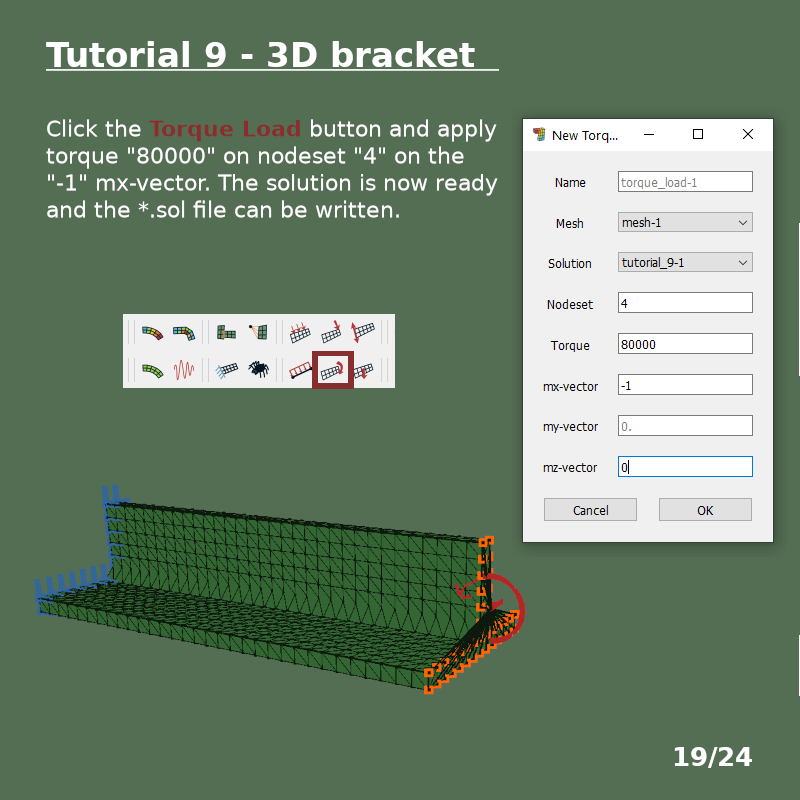 Tutorial 9 - 3D bracket
Click the Torque Load button and apply
torque "80000" on nodeset "4" on the
"-1" mx-vector. The solution is now ready
and the *.sol file can be written.
New Torq...
Name torque_load-1
Mesh mesh-1
Solution tutorial_9-1
Nodeset 4
Torque 80000
mx-vector -1
my-vector 0.
mz-vector 0
Cancel OK
19/24